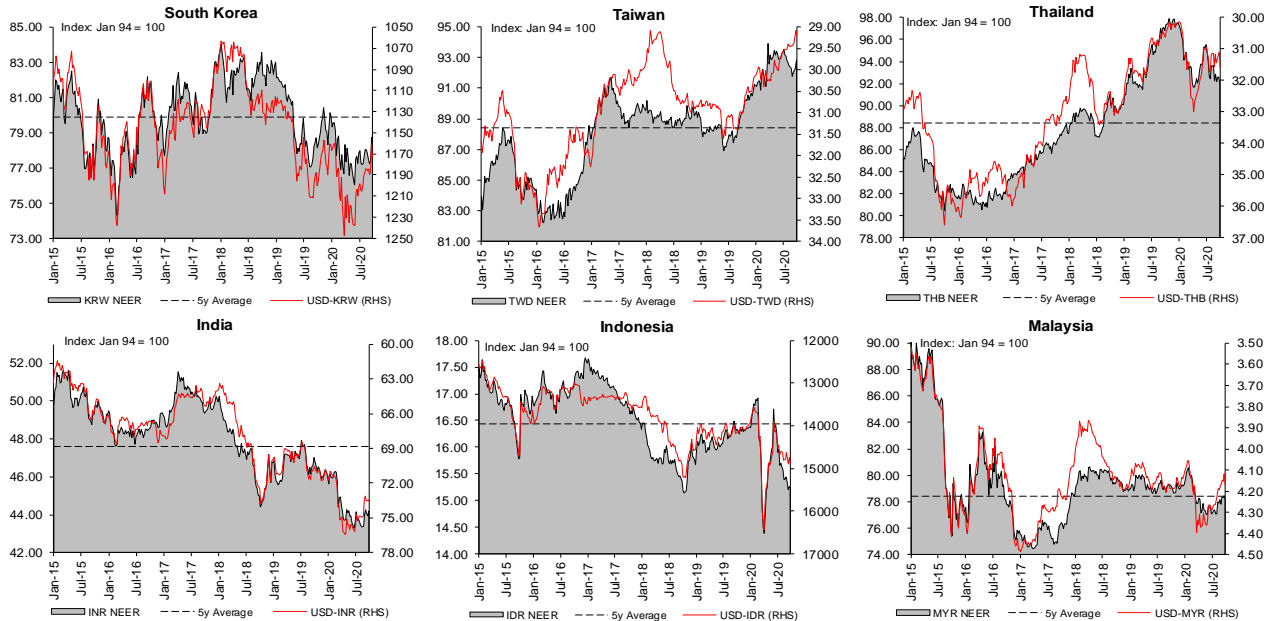 South Korea
Index: Jan 94 = 100
85.00
83.00
81.00
79.00
77.00
75.00
73.00
1050
1070
1090
1110
1130
1150
1170
1190
1210
1230
1250
Jan-15
Jul-15
Jan-16
Jul-16
Jan-17
Jul-17
Jan-18
Jul-18
Jan-19
Jul-19
Jan-20
Jul-20
KRW NEER 5y Average USD-KRW (RHS)
Taiwan
Index: Jan 94 = 100
95.00
93.00
91.00
89.00
87.00
85.00
83.00
81.00
29.00
29.50
30.00
30.50
31.00
31.50
32.00
32.50
33.00
33.50
34.00
Jan-15
Jul-15
Jan-16
Jul-16
Jan-17
Jul-17
Jan-18
Jul-18
Jan-19
Jul-19
Jan-20
Jul-20
TWD NEER 5y Average USD-TWD (RHS)
Thailand
Index: Jan 94 = 100
98.00
96.00
94.00
92.00
90.00
88.00
86.00
84.00
82.00
80.00
78.00
30.00
31.00
32.00
33.00
34.00
35.00
36.00
37.00
Jan-15
Jul-15
Jan-16
Jul-16
Jan-17
Jul-17
Jan-18
Jul-18
Jan-19
Jul-19
Jan-20
Jul-20
THB NEER 5y Average USD-THB (RHS)
India
Index: Jan 94 = 100
52.00
50.00
48.00
46.00
44.00
42.00
60.00
63.00
66.00
69.00
72.00
75.00
78.00
Jan-15
Jul-15
Jan-16
Jul-16
Jan-17
Jul-17
Jan-18
Jul-18
Jan-19
Jul-19
Jan-20
Jul-20
INR NEER 5y Average USD-INR (RHS)
Indonesia
Index: Jan 94 = 100
18.00
17.50
17.00
16.50
16.00
15.50
15.00
14.50
14.00
12000
13000
14000
15000
16000
17000
Jan-15
Jul-15
Jan-16
Jul-16
Jan-17
Jul-17
Jan-18
Jul-18
Jan-19
Jul-19
Jan-20
Jul-20
IDR NEER 5y Average USD-IDR (RHS)
Malaysia
Index: Jan 94 = 100
90.00
88.00
86.00
84.00
82.00
80.00
78.00
76.00
74.00
3.50
3.60
3.70
3.80
3.90
4.00
4.10
4.20
4.30
4.40
4.50
Jan-15
Jul-15
Jan-16
Jul-16
Jan-17
Jul-17
Jan-18
Jul-18
Jan-19
Jul-19
Jan-20
Jul-20
MYR NEER 5y Average USD-MYR (RHS)